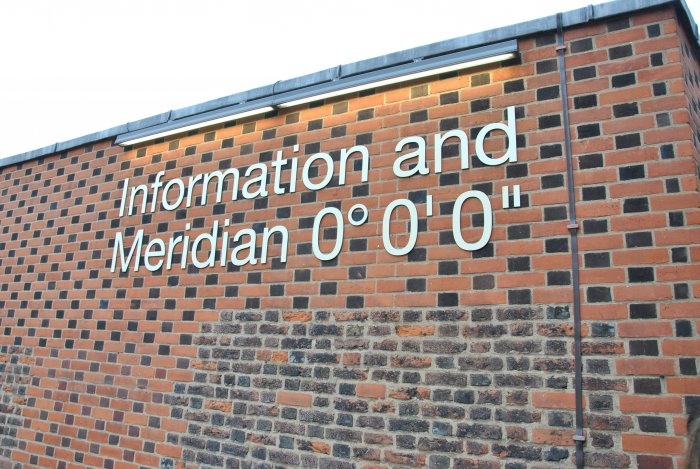 Information and
Meridian 0° 0' 0"